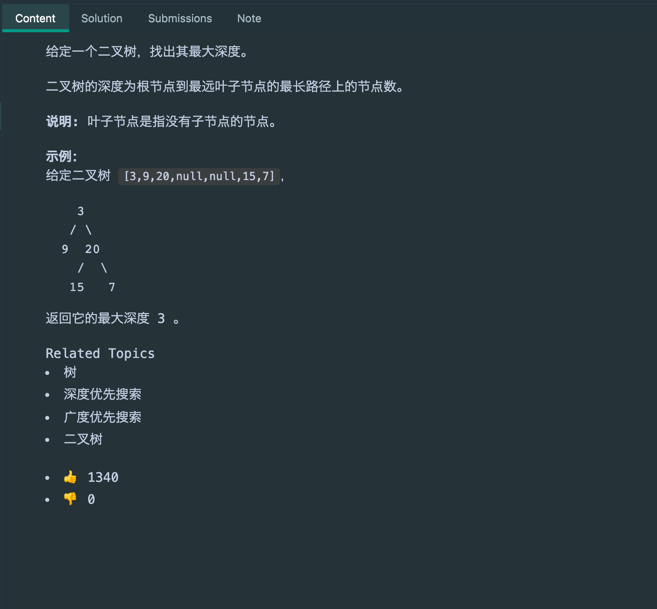 Content Solution Submissions Note
给定一个二叉树，找出其最大深度。
二叉树的深度为根节点到最远叶子节点的最长路径上的节点数。
说明: 叶子节点是指没有子节点的节点。
示例：
给定二叉树 [3,9,20,null,null,15,7]，
3
/ \
9 20
/ \
15 7
返回它的最大深度 3 。
Related Topics
• 树
• 深度优先搜索
• 广度优先搜索
• 二叉树
• 👍 1340
• 👎 0